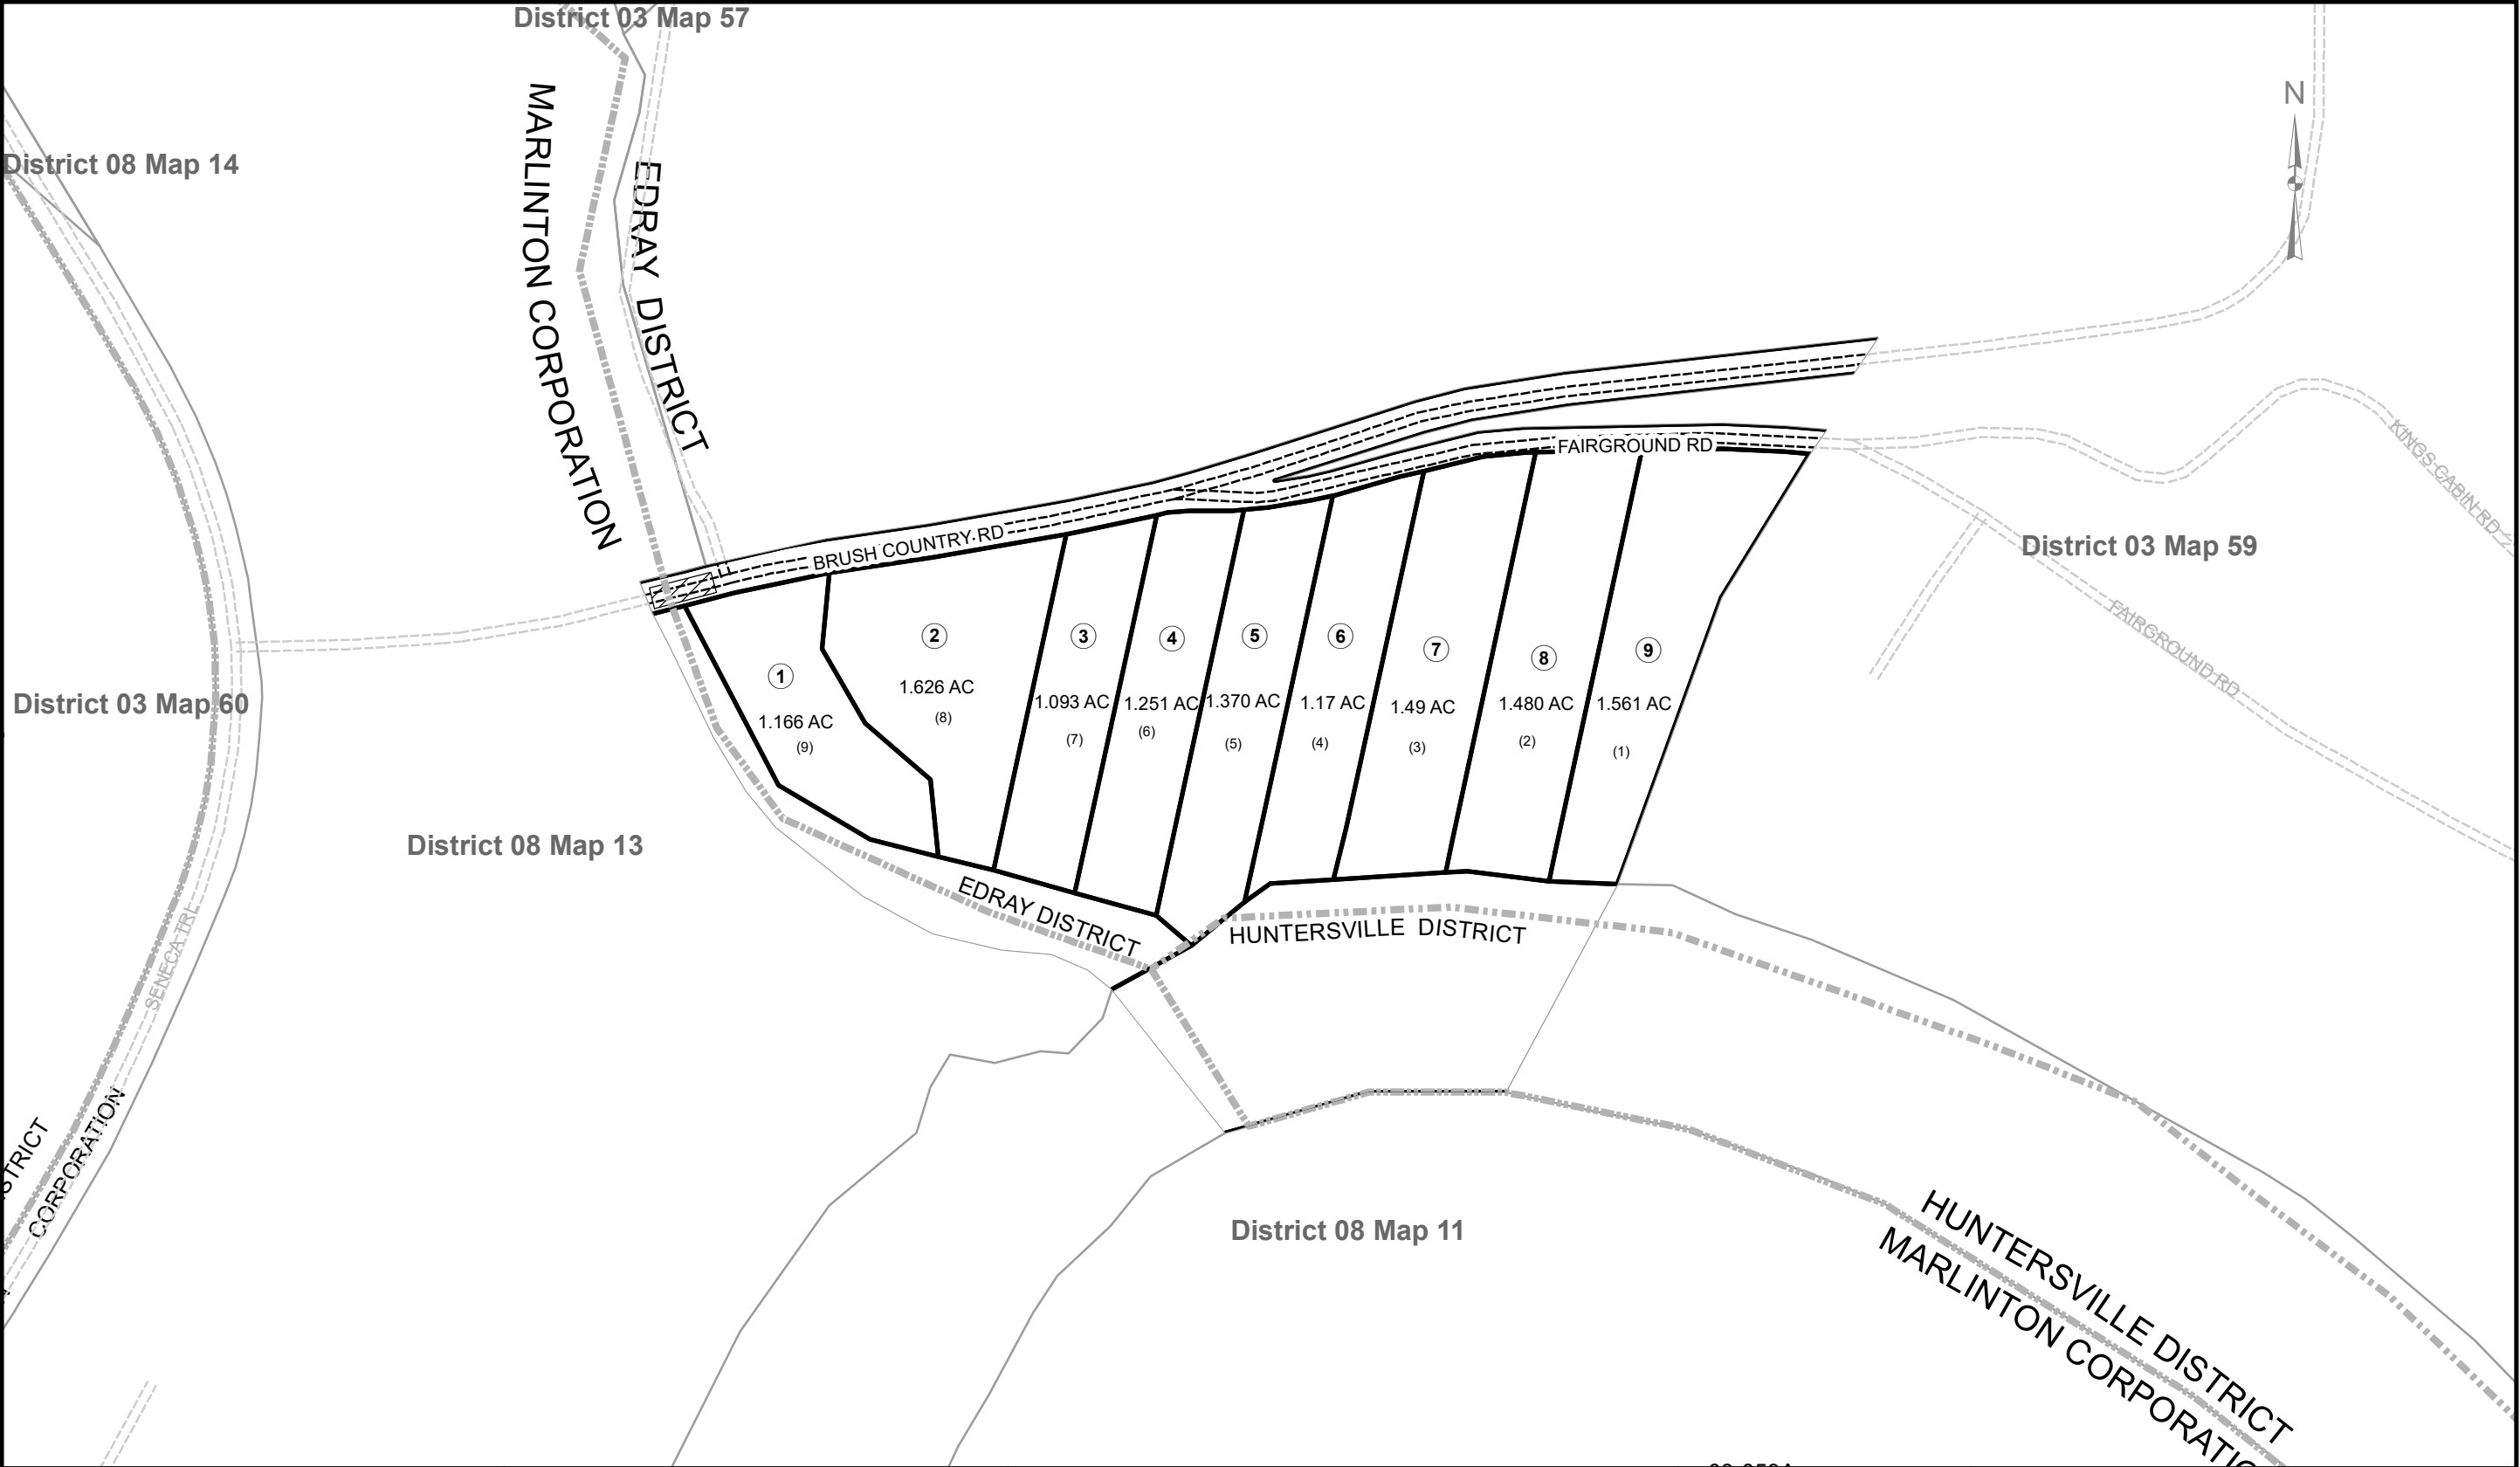 District 03 Map 57
MARLINTON CORPORATION
EDRAY DISTRICT
N
District 08 Map 14
FAIRGROUND RD
KINGS CABIN RD
BRUSH COUNTRY RD
District 03 Map 59
FAIRGROUND RD
District 03 Map 60
1
1.166 AC
(9)
2
1.626 AC
(8)
3
1.093 AC
(7)
4
1.251 AC
(6)
5
1.370 AC
(5)
6
1.17 AC
(4)
7
1.49 AC
(3)
8
1.480 AC
(2)
9
1.561 AC
(1)
District 08 Map 13
EDRAY DISTRICT
HUNTERSVILLE DISTRICT
SENECA TRL
STRICT
CORPORATION
District 08 Map 11
HUNTERSVILLE DISTRICT
MARLINTON CORPORATIO